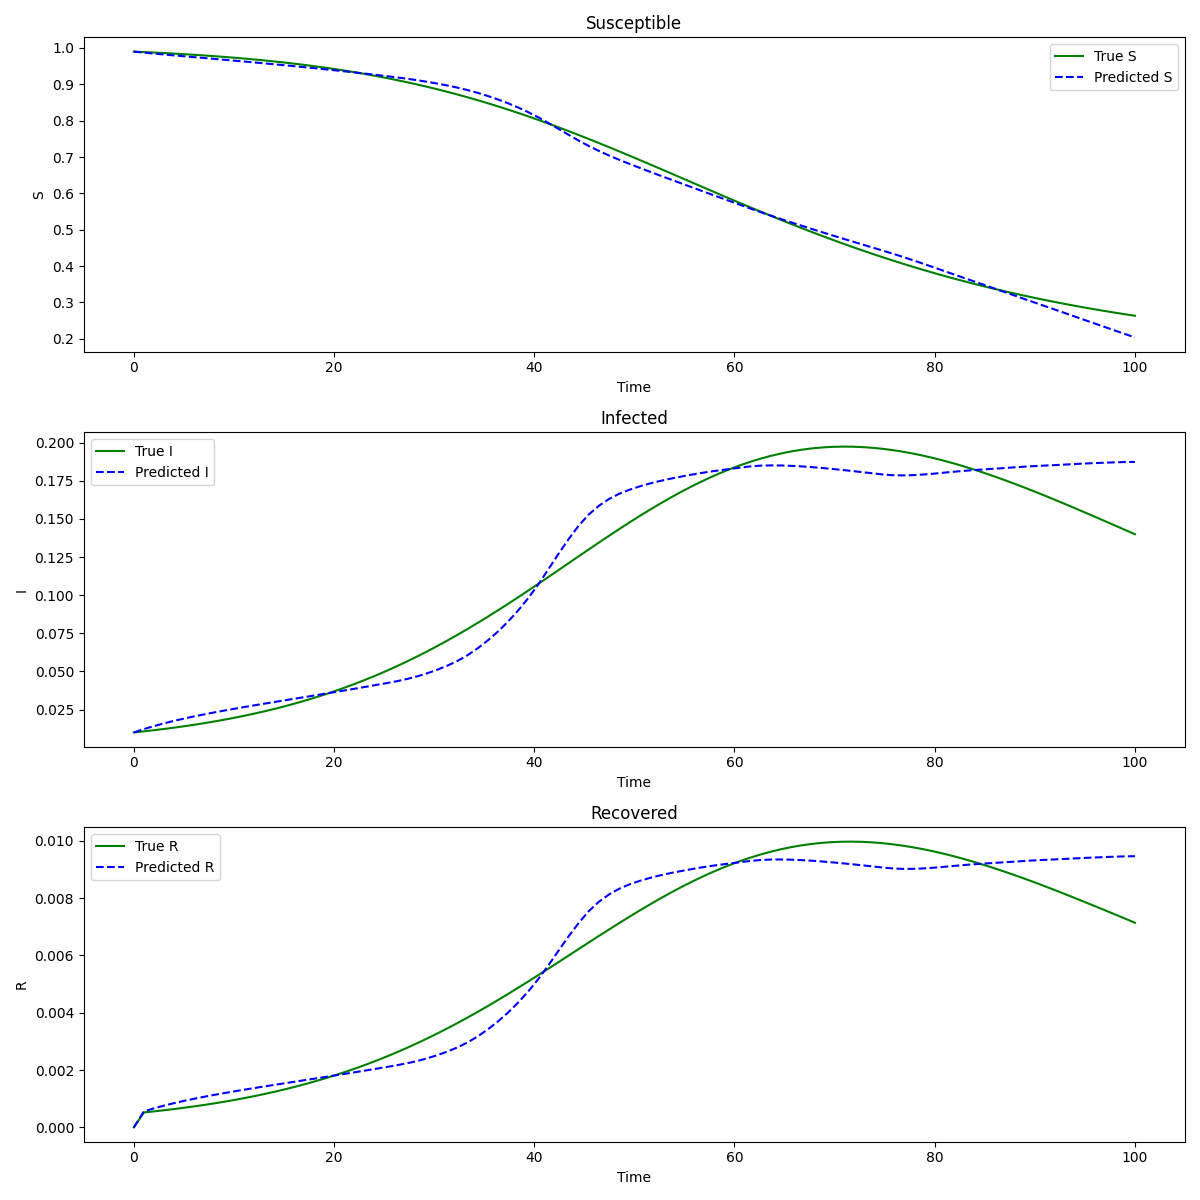 Susceptible
1.0
0.9
0.8
0.7
0.6
0.5
0.4
0.3
0.2
S
True S
Predicted S
0 20 40 60 80 100
Time
Infected
0.200
0.175
0.150
0.125
0.100
0.075
0.050
0.025
I
True I
Predicted I
0 20 40 60 80 100
Time
Recovered
0.010
0.008
0.006
0.004
0.002
0.000
R
True R
Predicted R
0 20 40 60 80 100
Time